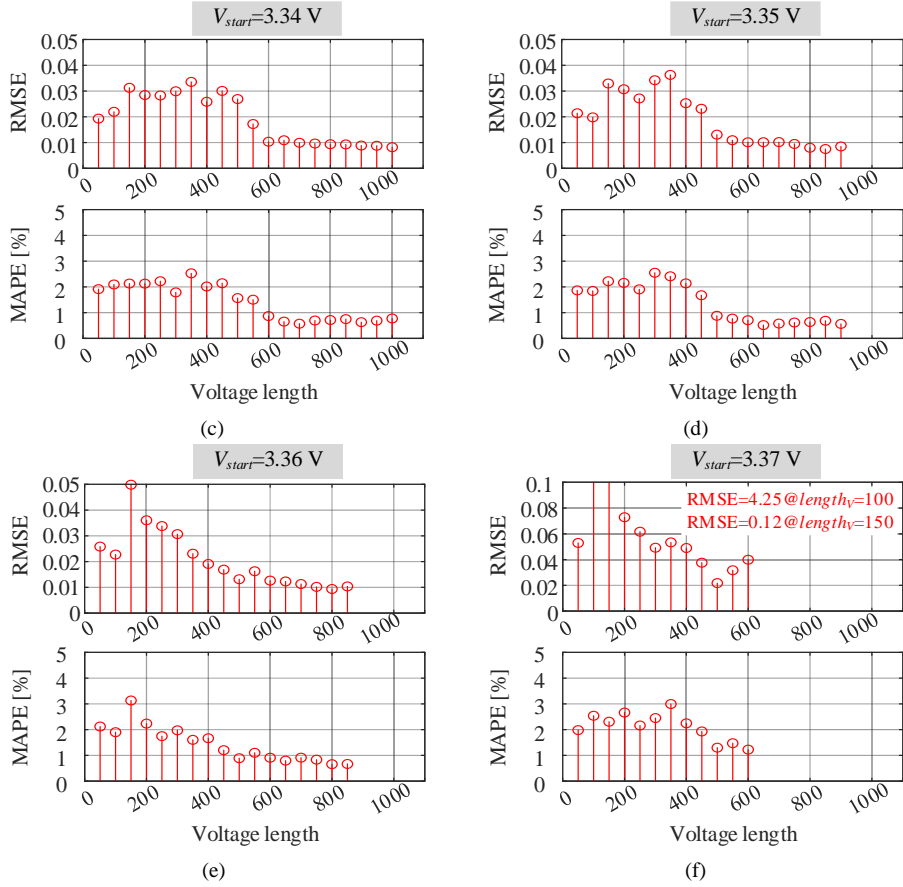 V_start=3.34 V
RMSE
0.05
0.04
0.03
0.02
0.01
0
0 200 400 600 800 1000
MAPE [%]
5
4
3
2
1
0
0 200 400 600 800 1000
Voltage length
(c)
V_start=3.35 V
RMSE
0.05
0.04
0.03
0.02
0.01
0
0 200 400 600 800 1000
MAPE [%]
5
4
3
2
1
0
0 200 400 600 800 1000
Voltage length
(d)
V_start=3.36 V
RMSE
0.05
0.04
0.03
0.02
0.01
0
0 200 400 600 800 1000
MAPE [%]
5
4
3
2
1
0
0 200 400 600 800 1000
Voltage length
(e)
V_start=3.37 V
RMSE
0.1
0.08
0.06
0.04
0.02
0
RMSE=4.25@length_V=100
RMSE=0.12@length_V=150
0 200 400 600 800 1000
MAPE [%]
5
4
3
2
1
0
0 200 400 600 800 1000
Voltage length
(f)